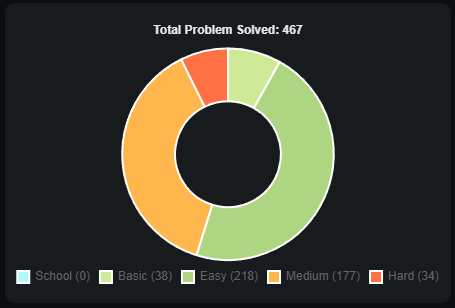 Total Problem Solved: 467
School (0) Basic (38) Easy (218) Medium (177) Hard (34)